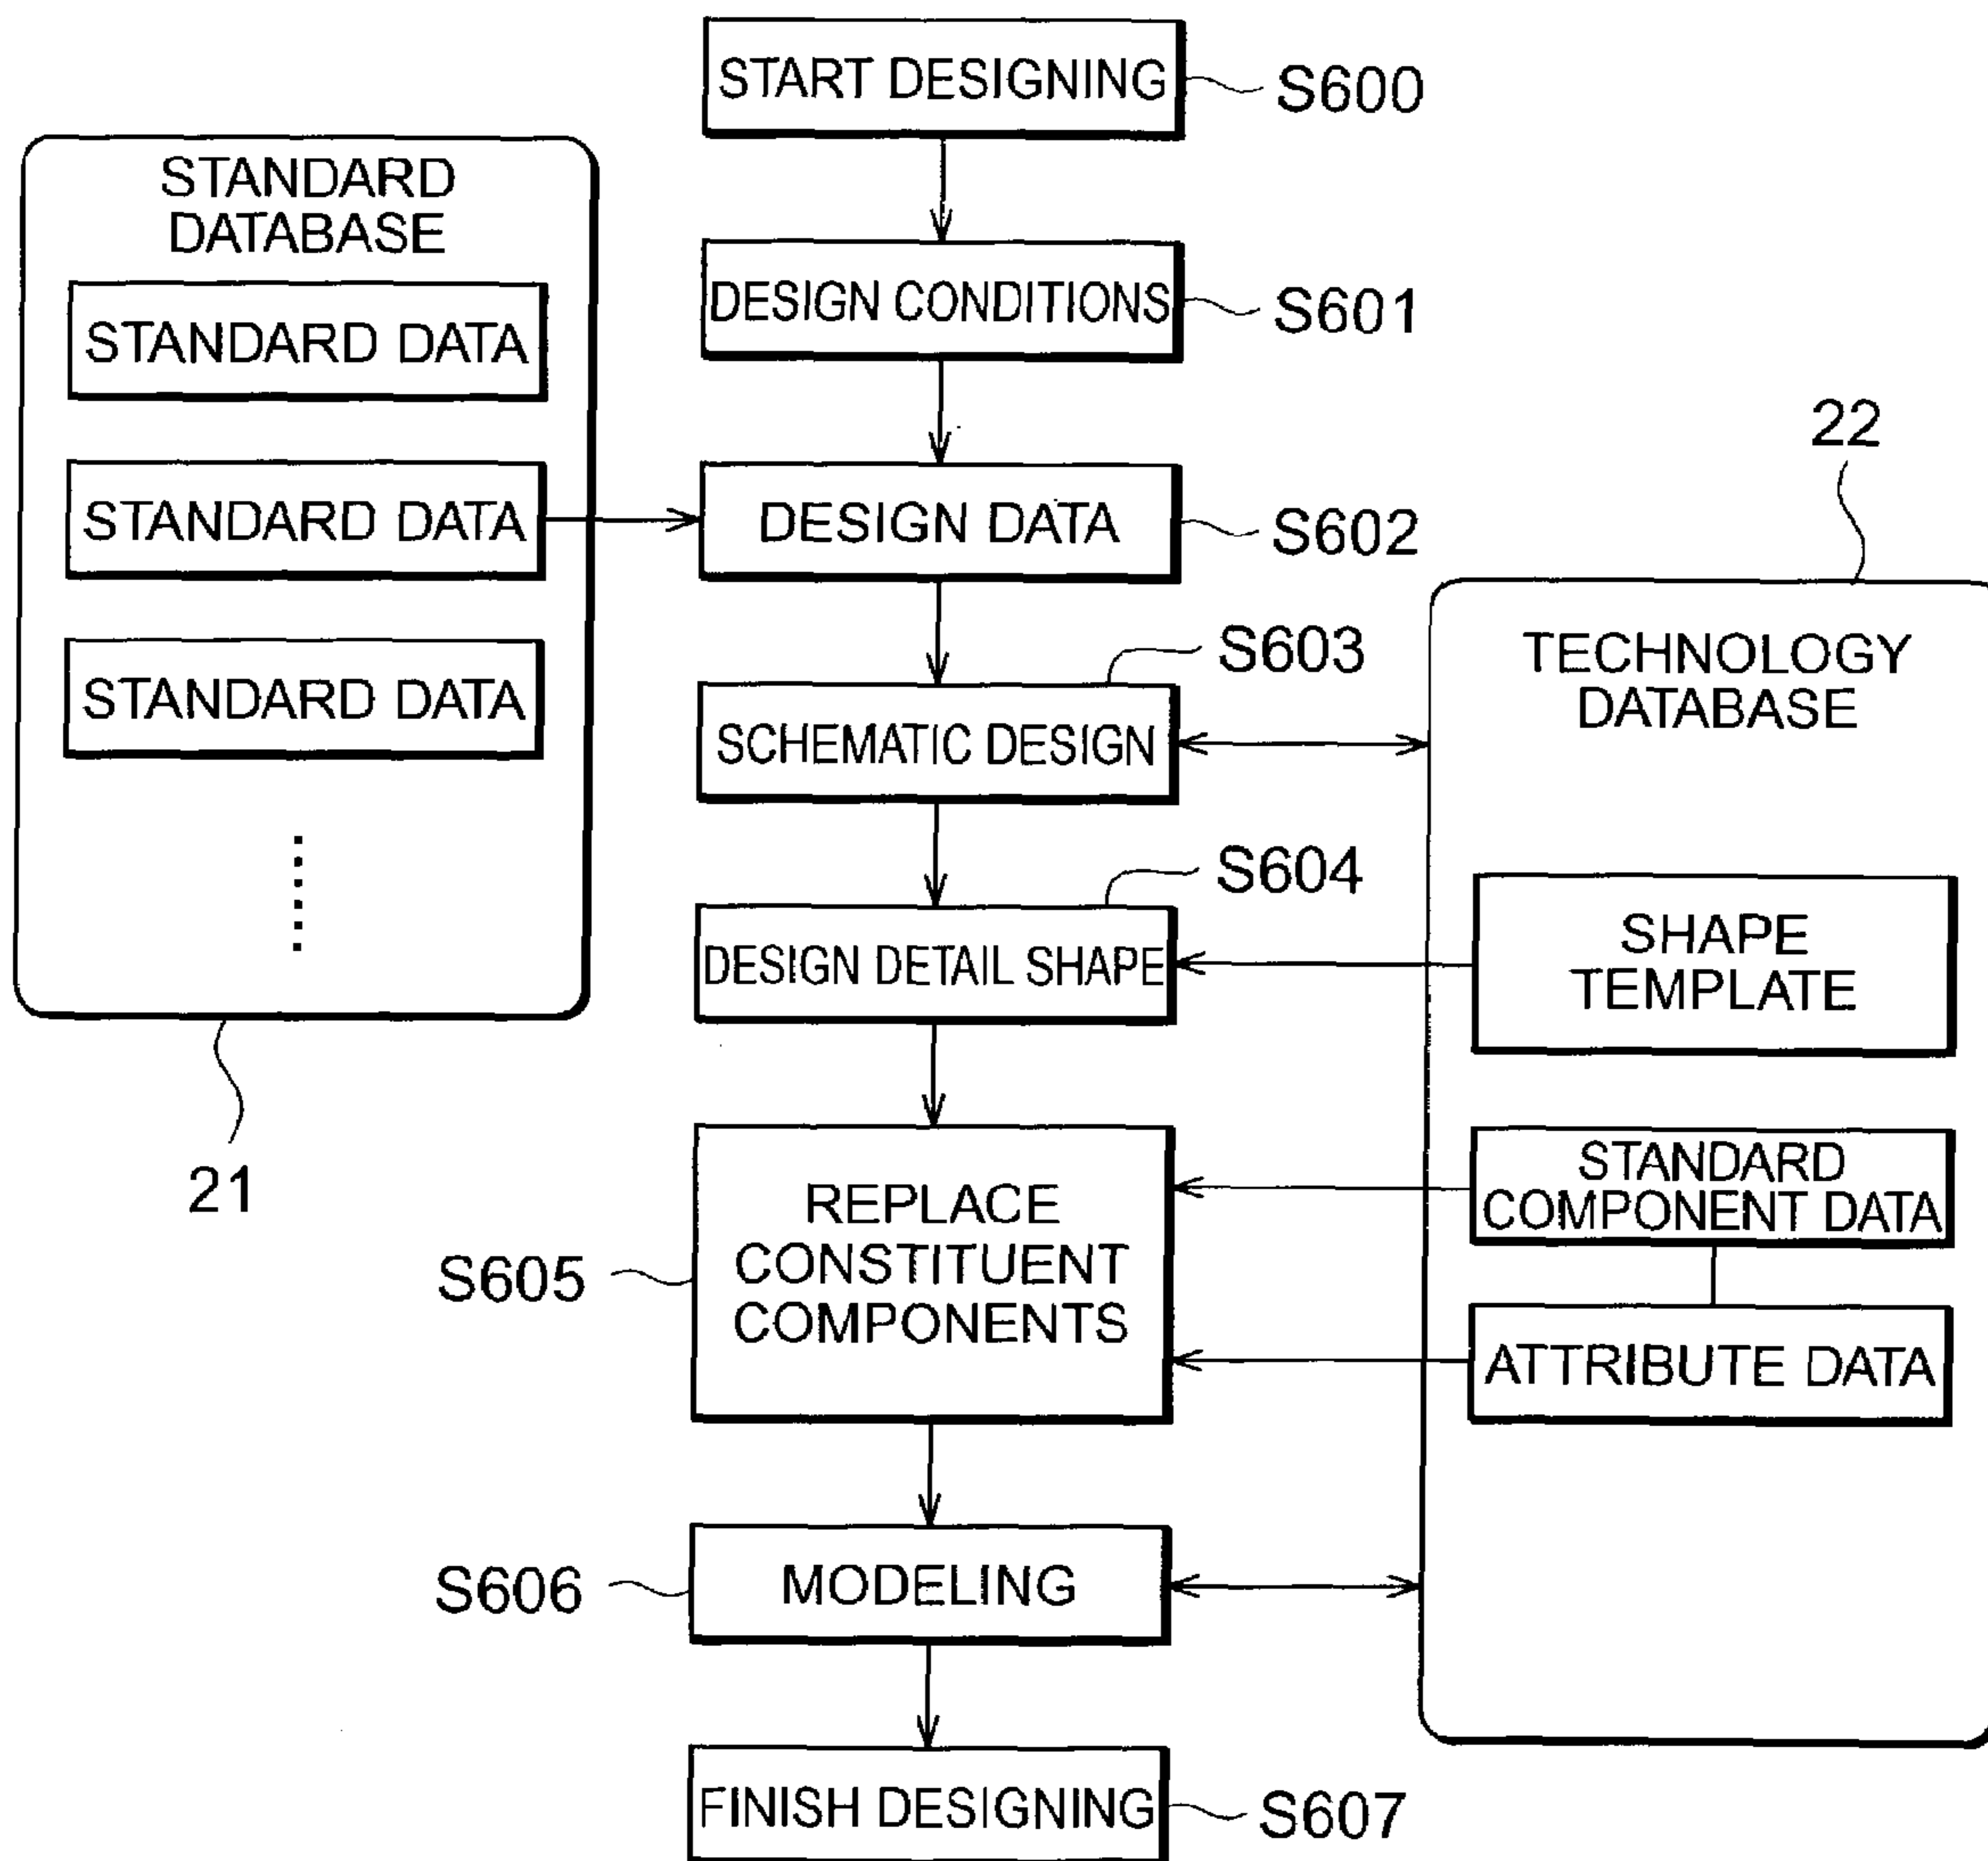 START DESIGNING
S600
STANDARD
DATABASE
STANDARD DATA
STANDARD DATA
STANDARD DATA
21
DESIGN CONDITIONS
S601
DESIGN DATA
S602
SCHEMATIC DESIGN
S603
DESIGN DETAIL SHAPE
S604
REPLACE
CONSTITUENT
COMPONENTS
S605
MODELING
S606
FINISH DESIGNING
S607
22
TECHNOLOGY
DATABASE
SHAPE
TEMPLATE
STANDARD
COMPONENT DATA
ATTRIBUTE DATA